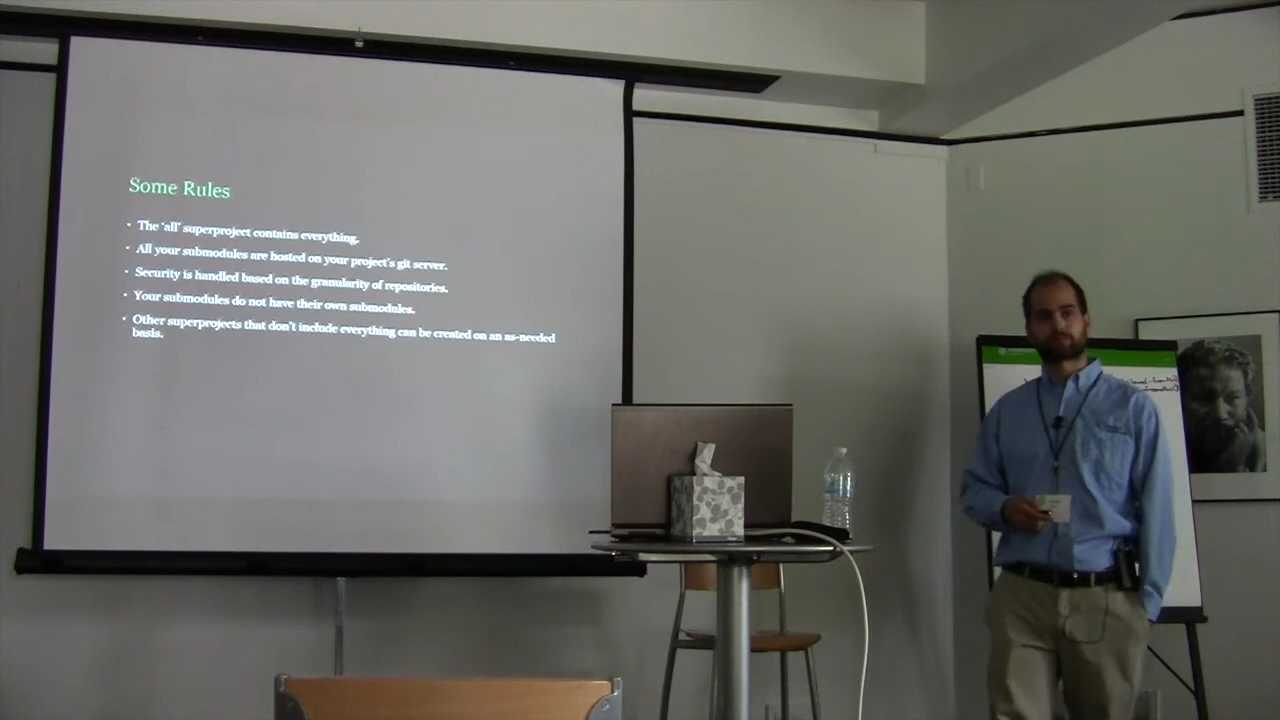 Some Rules
• The ‘all’ superproject contains everything.
• All your submodules are hosted on your project's git server.
• Security is handled based on the granularity of repositories.
• Your submodules do not have their own submodules.
• Other superprojects that don't include everything can be created on an as-needed
basis.